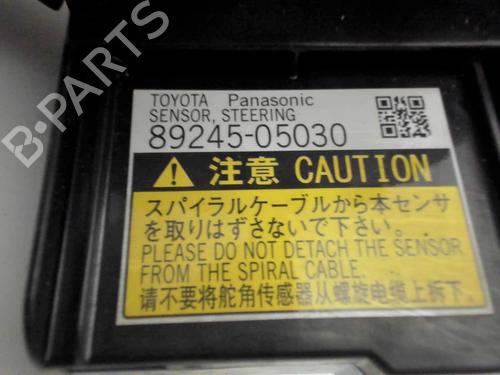 B-PARTS
TOYOTA Panasonic
SENSOR, STEERING
89245-05030
注意 CAUTION
スパイラルケーブルから本センサ
を取りはずさないで下さい。
PLEASE DO NOT DETACH THE SENSOR
FROM THE SPIRAL CABLE.
请不要将舵角传感器从螺旋电缆上拆下.